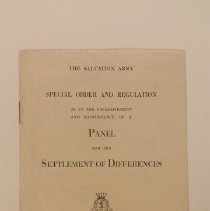 THE SALVATION ARMY
SPECIAL ORDER AND REGULATION
AS TO THE ESTABLISHMENT
AND MAINTENANCE OF A
PANEL
FOR THE
SETTLEMENT OF DIFFERENCES